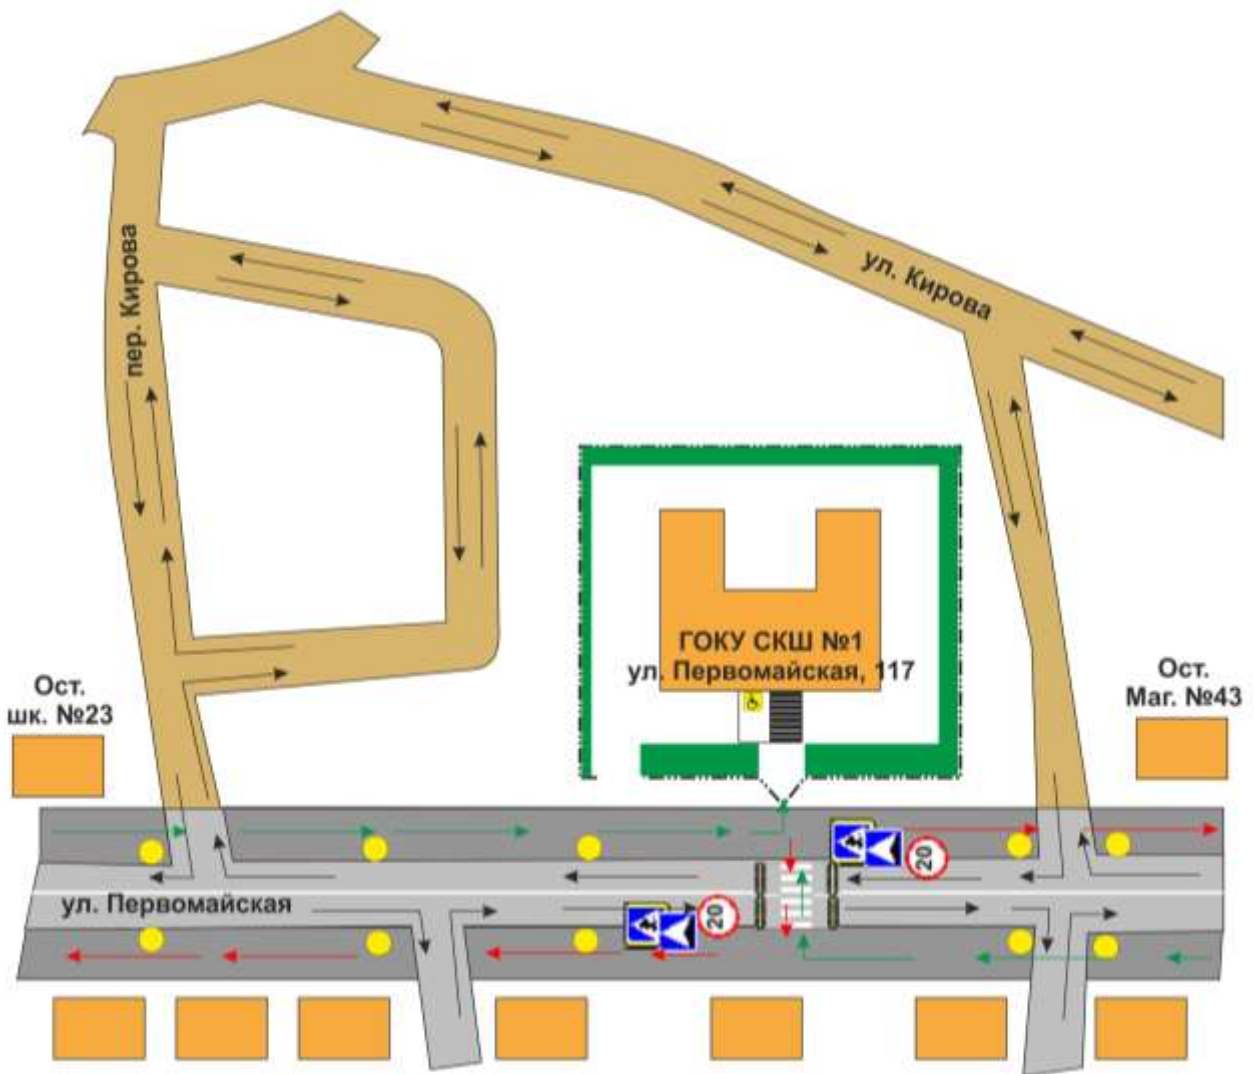 пер. Кирова
ул. Кирова
ГОКУ СКШ №1
ул. Первомайская, 117
Ост.
шк. №23
Ост.
Маг. №43
20
ул. Первомайская
20